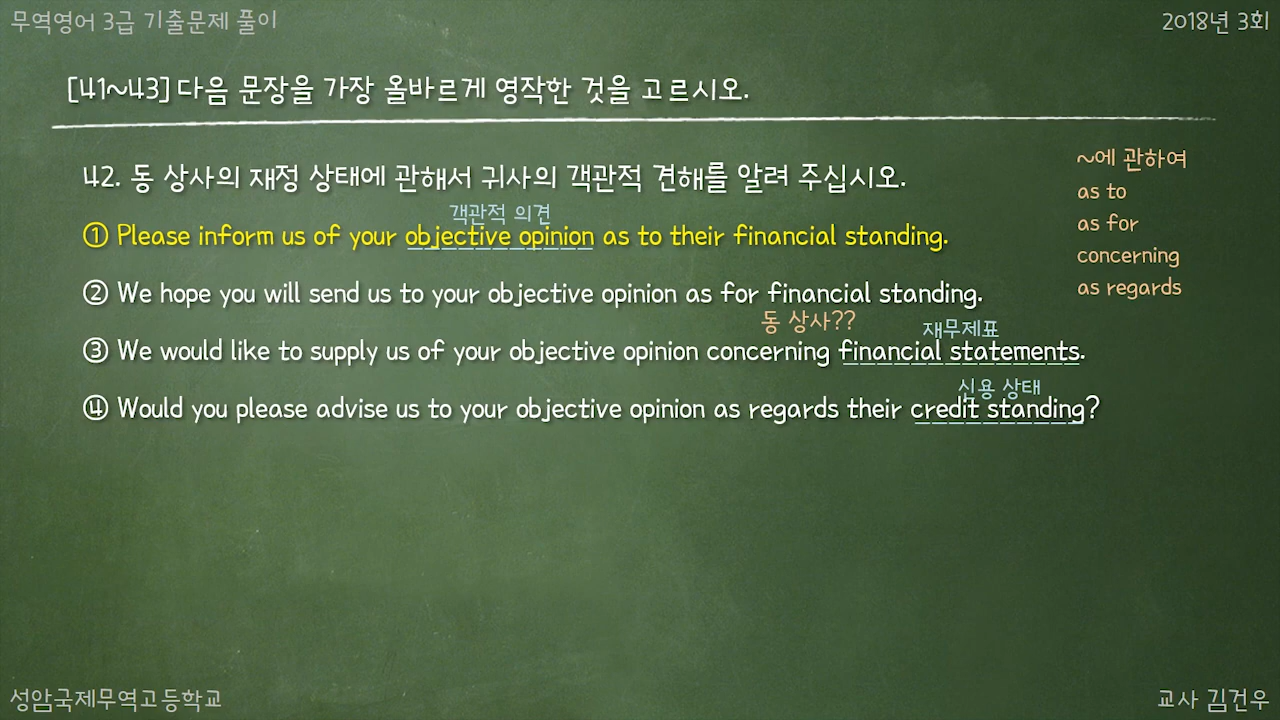 무역영어 3급 기출문제 풀이
2018년 3회
[41~43] 다음 문장을 가장 올바르게 영작한 것을 고르시오.
42. 동 상사의 재정 상태에 관해서 귀사의 객관적 견해를 알려 주십시오.
객관적 의견
① Please inform us of your objective opinion as to their financial standing.
② We hope you will send us to your objective opinion as for financial standing.
동 상사??
재무제표
③ We would like to supply us of your objective opinion concerning financial statements.
신용 상태
④ Would you please advise us to your objective opinion as regards their credit standing?
~에 관하여
as to
as for
concerning
as regards
성암국제무역고등학교
교사 김건우